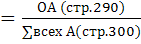 = ОА (стр.290)
∑всех А(стр.300)